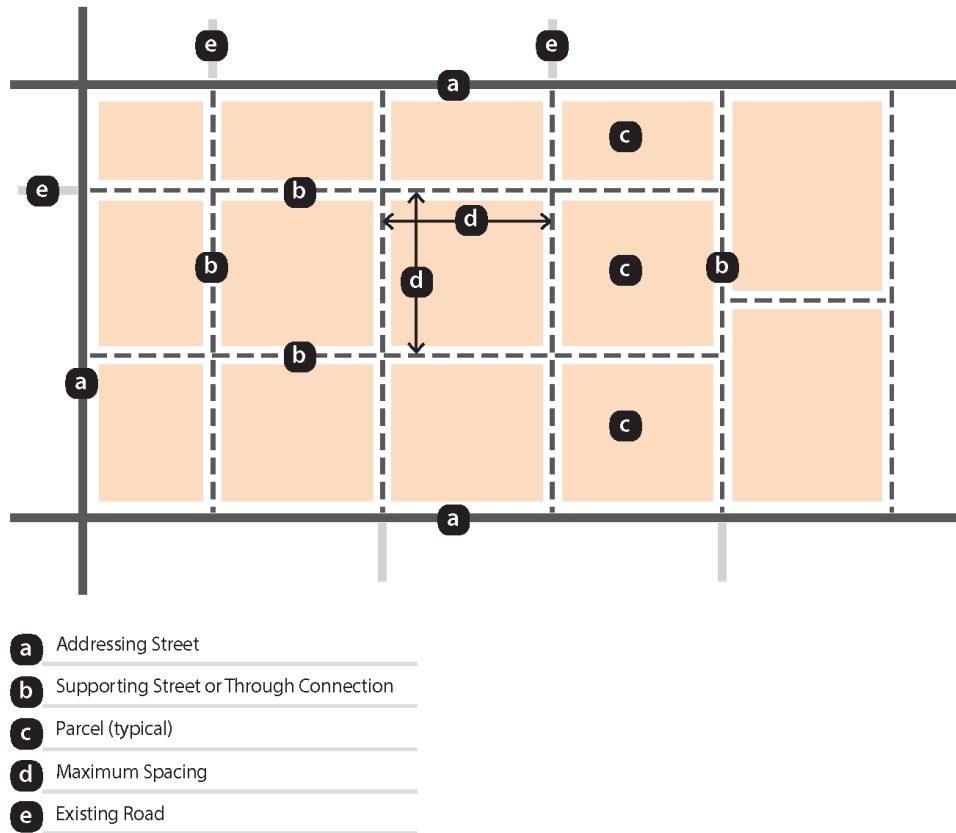 e e
a
c
e b
d
b d c b
b
a
c
a
a Addressing Street
b Supporting Street or Through Connection
c Parcel (typical)
d Maximum Spacing
e Existing Road